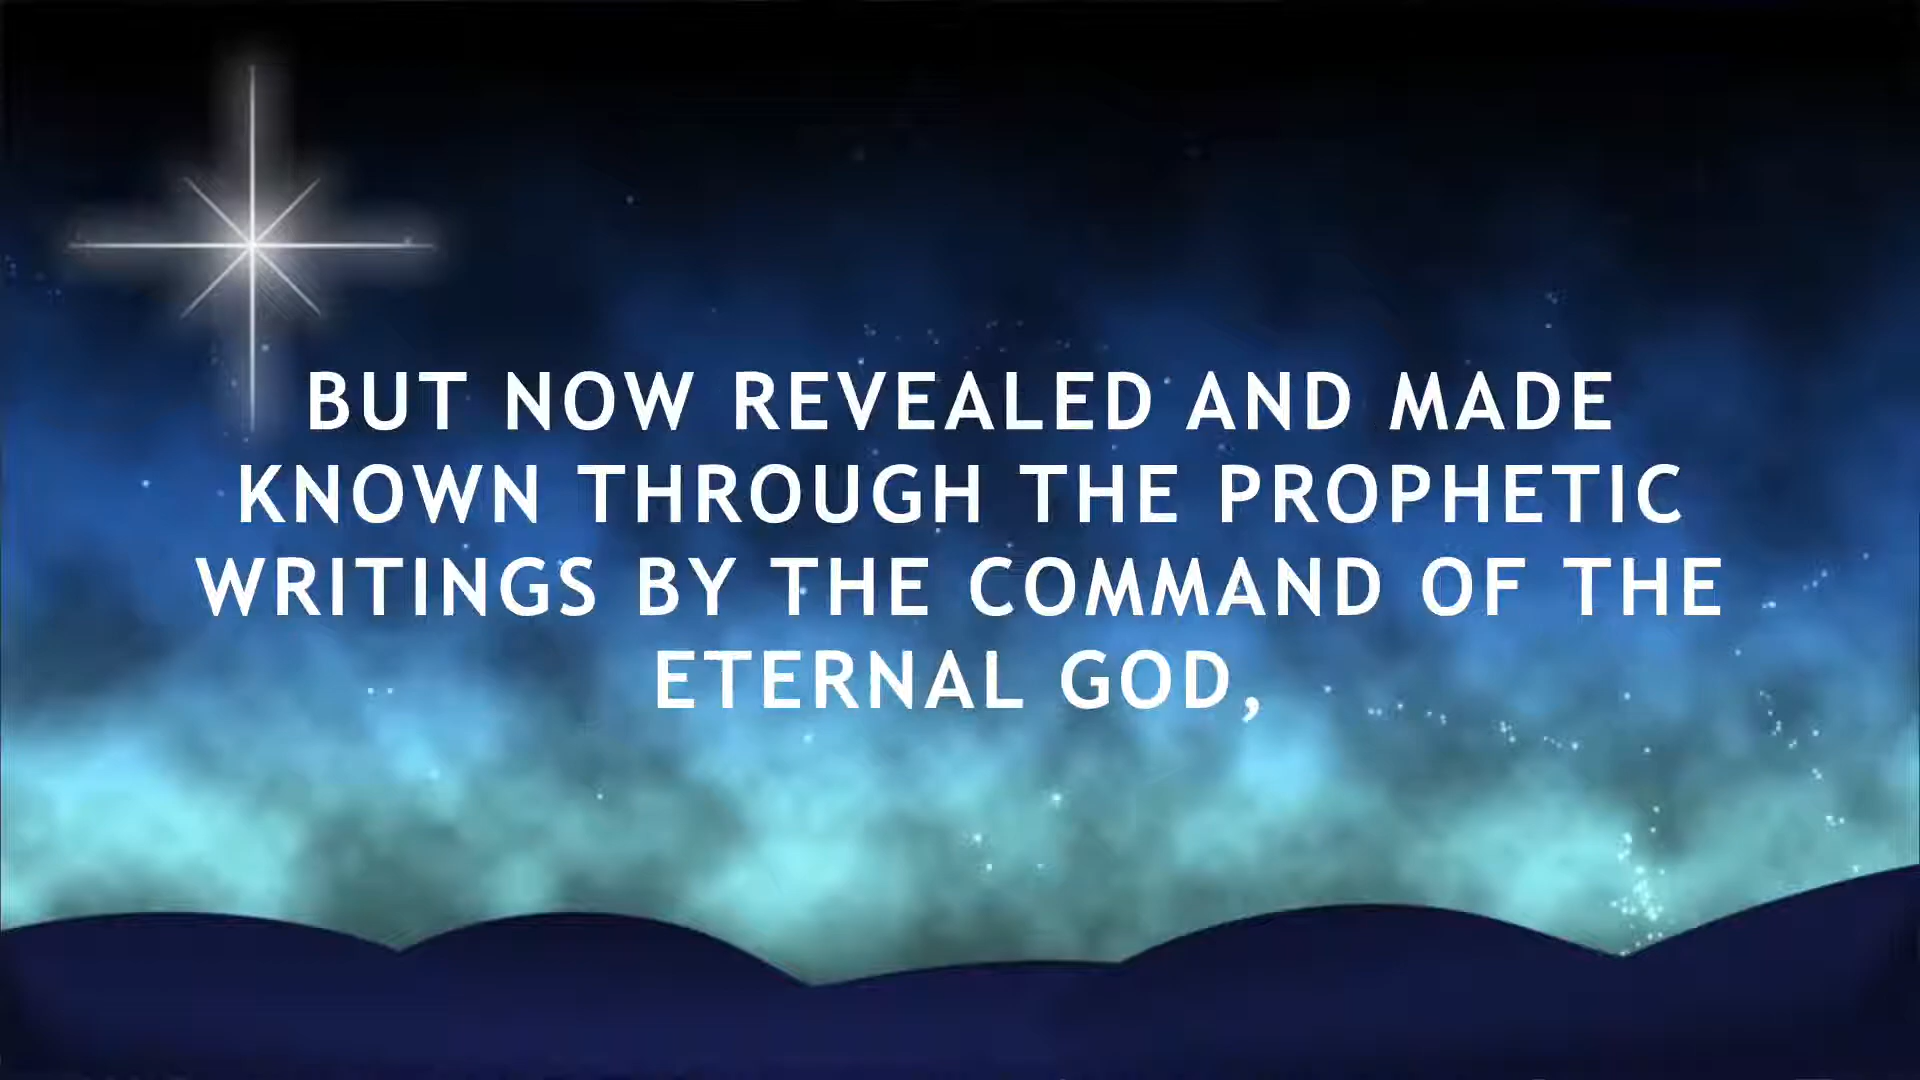 BUT NOW REVEALED AND MADE
KNOWN THROUGH THE PROPHETIC
WRITINGS BY THE COMMAND OF THE
ETERNAL GOD,